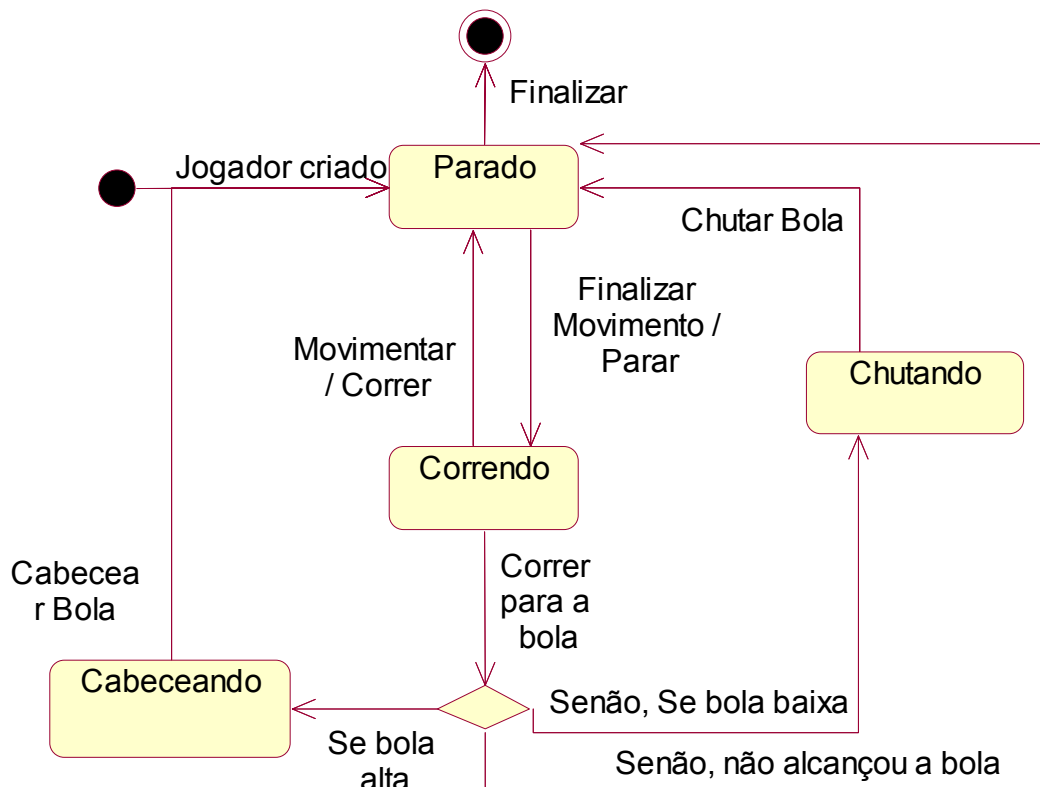 Finalizar
Jogador criado
Parado
Chutar Bola
Finalizar
Movimento /
Parar
Movimentar
/ Correr
Chutando
Correndo
Cabecea
r Bola
Correr
para a
bola
Cabeceando
Senão, Se bola baixa
Se bola
alta
Senão, não alcançou a bola